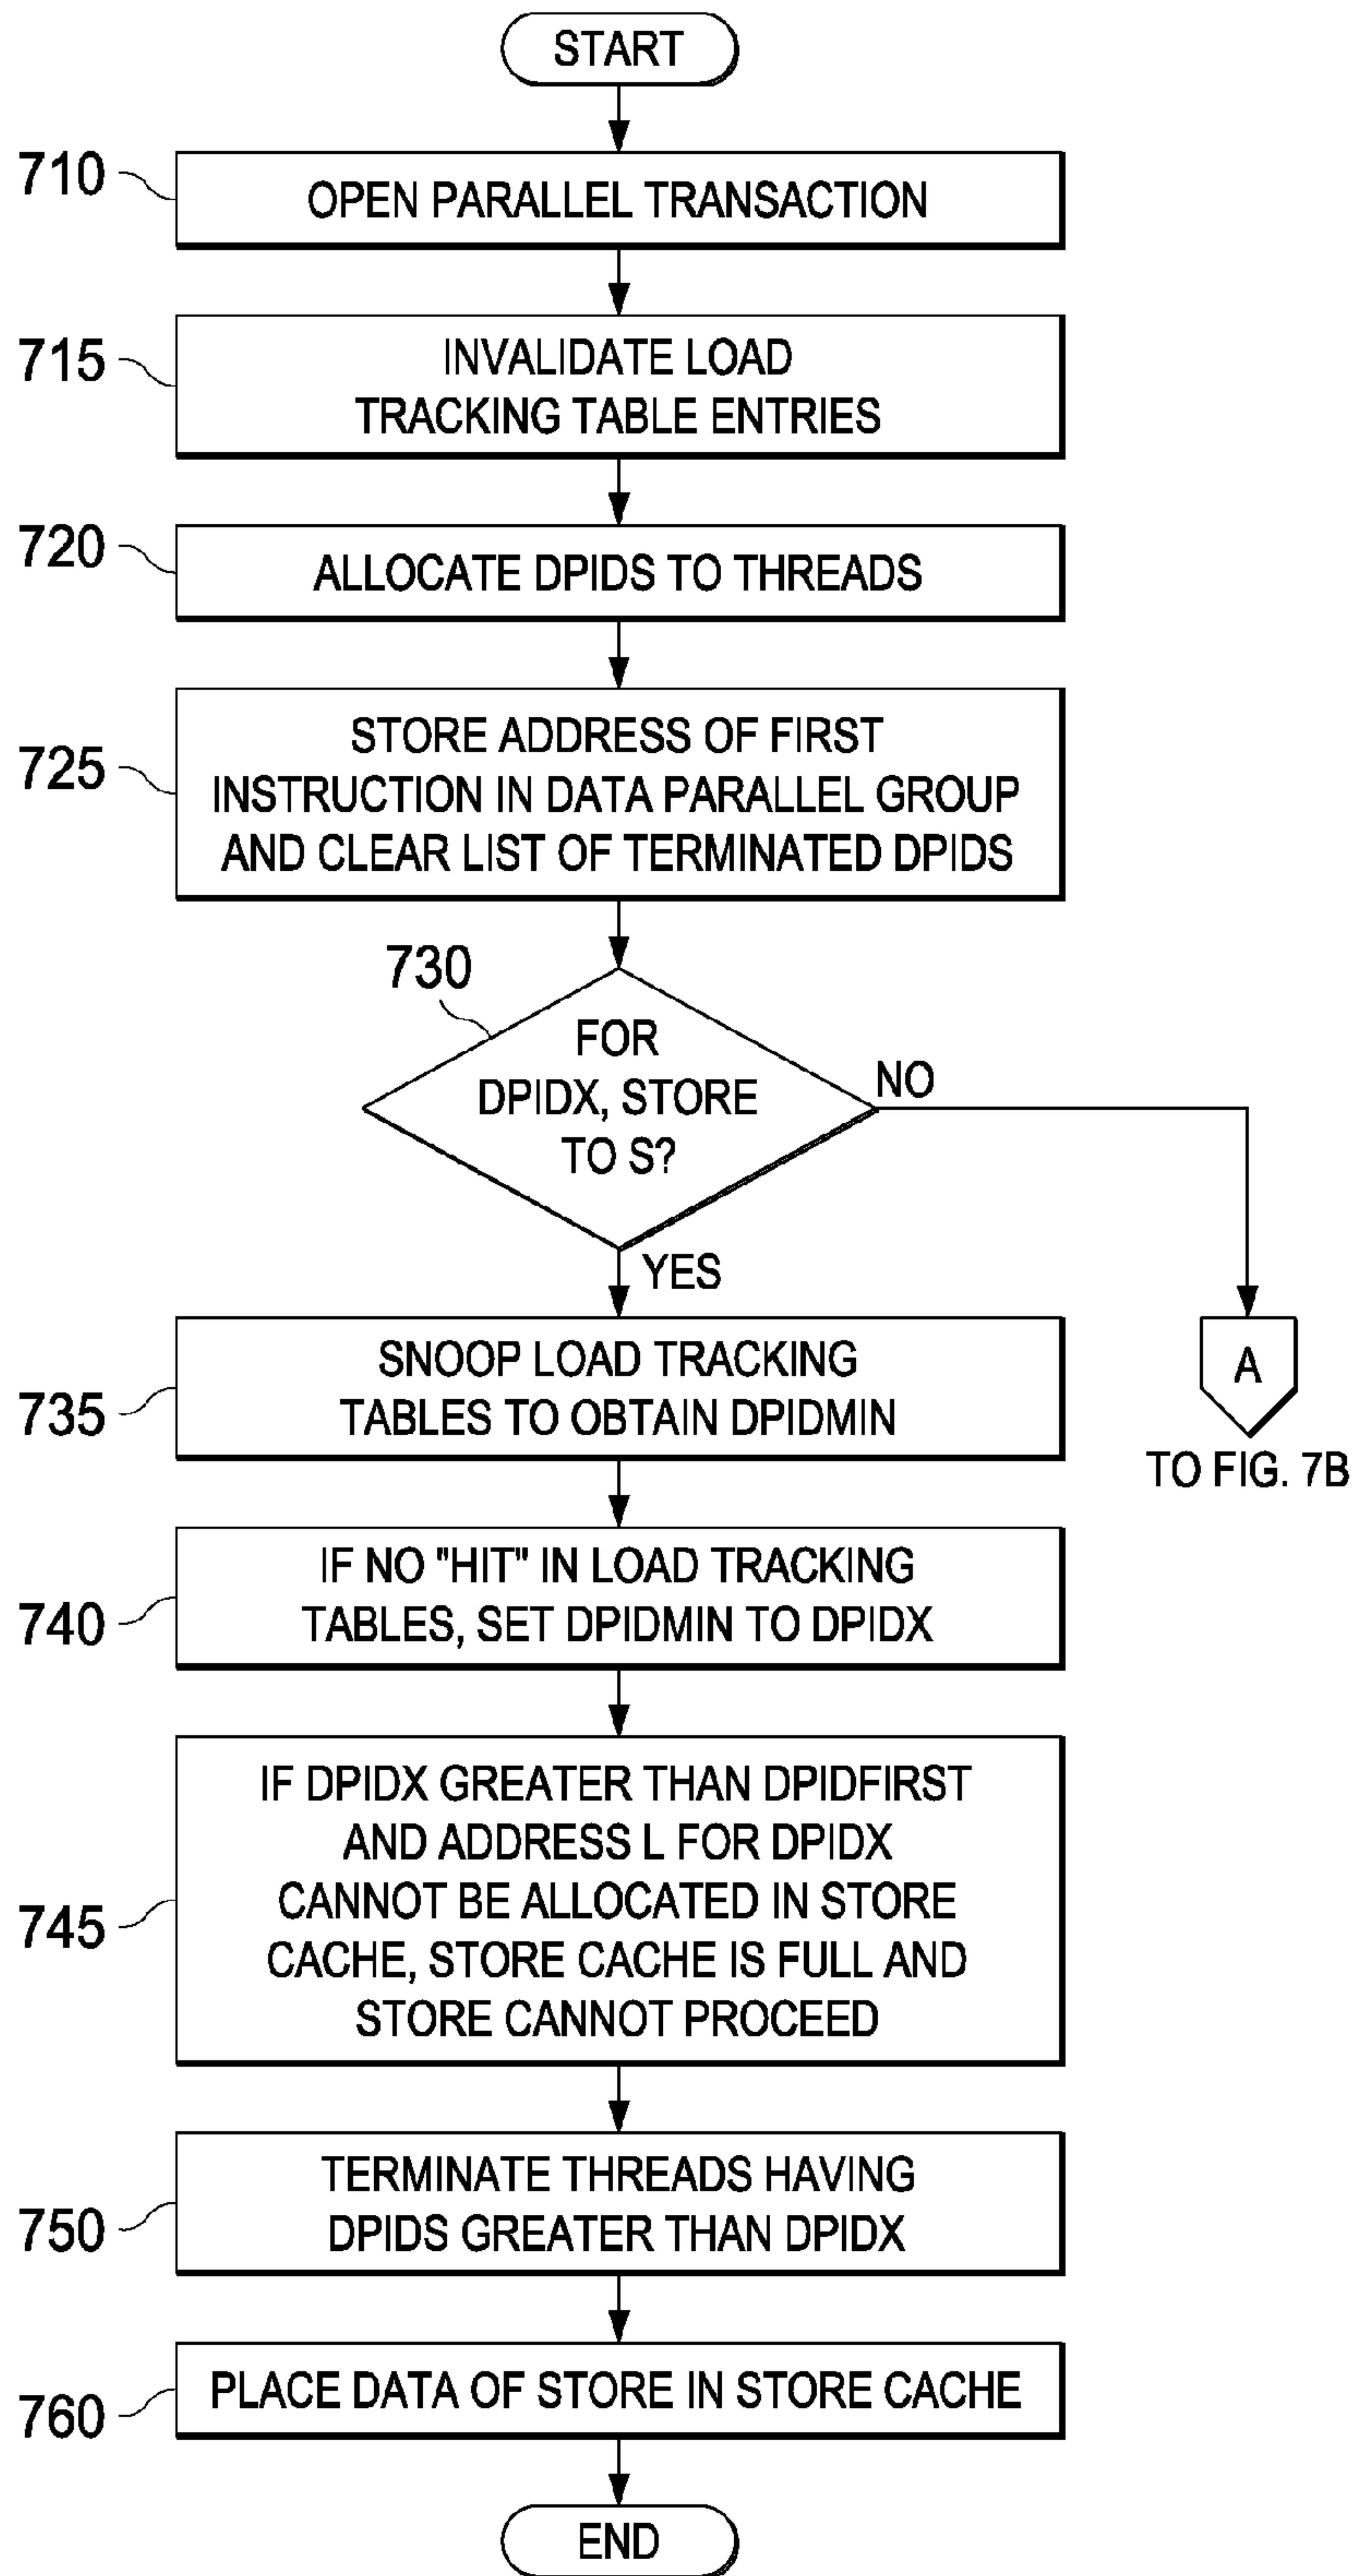 START
710
OPEN PARALLEL TRANSACTION
715
INVALIDATE LOAD
TRACKING TABLE ENTRIES
720
ALLOCATE DPIDS TO THREADS
725
STORE ADDRESS OF FIRST
INSTRUCTION IN DATA PARALLEL GROUP
AND CLEAR LIST OF TERMINATED DPIDS
730
FOR
DPIDX, STORE
TO S?
NO
YES
A
TO FIG. 7B
735
SNOOP LOAD TRACKING
TABLES TO OBTAIN DPIDMIN
740
IF NO "HIT" IN LOAD TRACKING
TABLES, SET DPIDMIN TO DPIDX
745
IF DPIDX GREATER THAN DPIDFIRST
AND ADDRESS L FOR DPIDX
CANNOT BE ALLOCATED IN STORE
CACHE, STORE CACHE IS FULL AND
STORE CANNOT PROCEED
750
TERMINATE THREADS HAVING
DPIDS GREATER THAN DPIDX
760
PLACE DATA OF STORE IN STORE CACHE
END